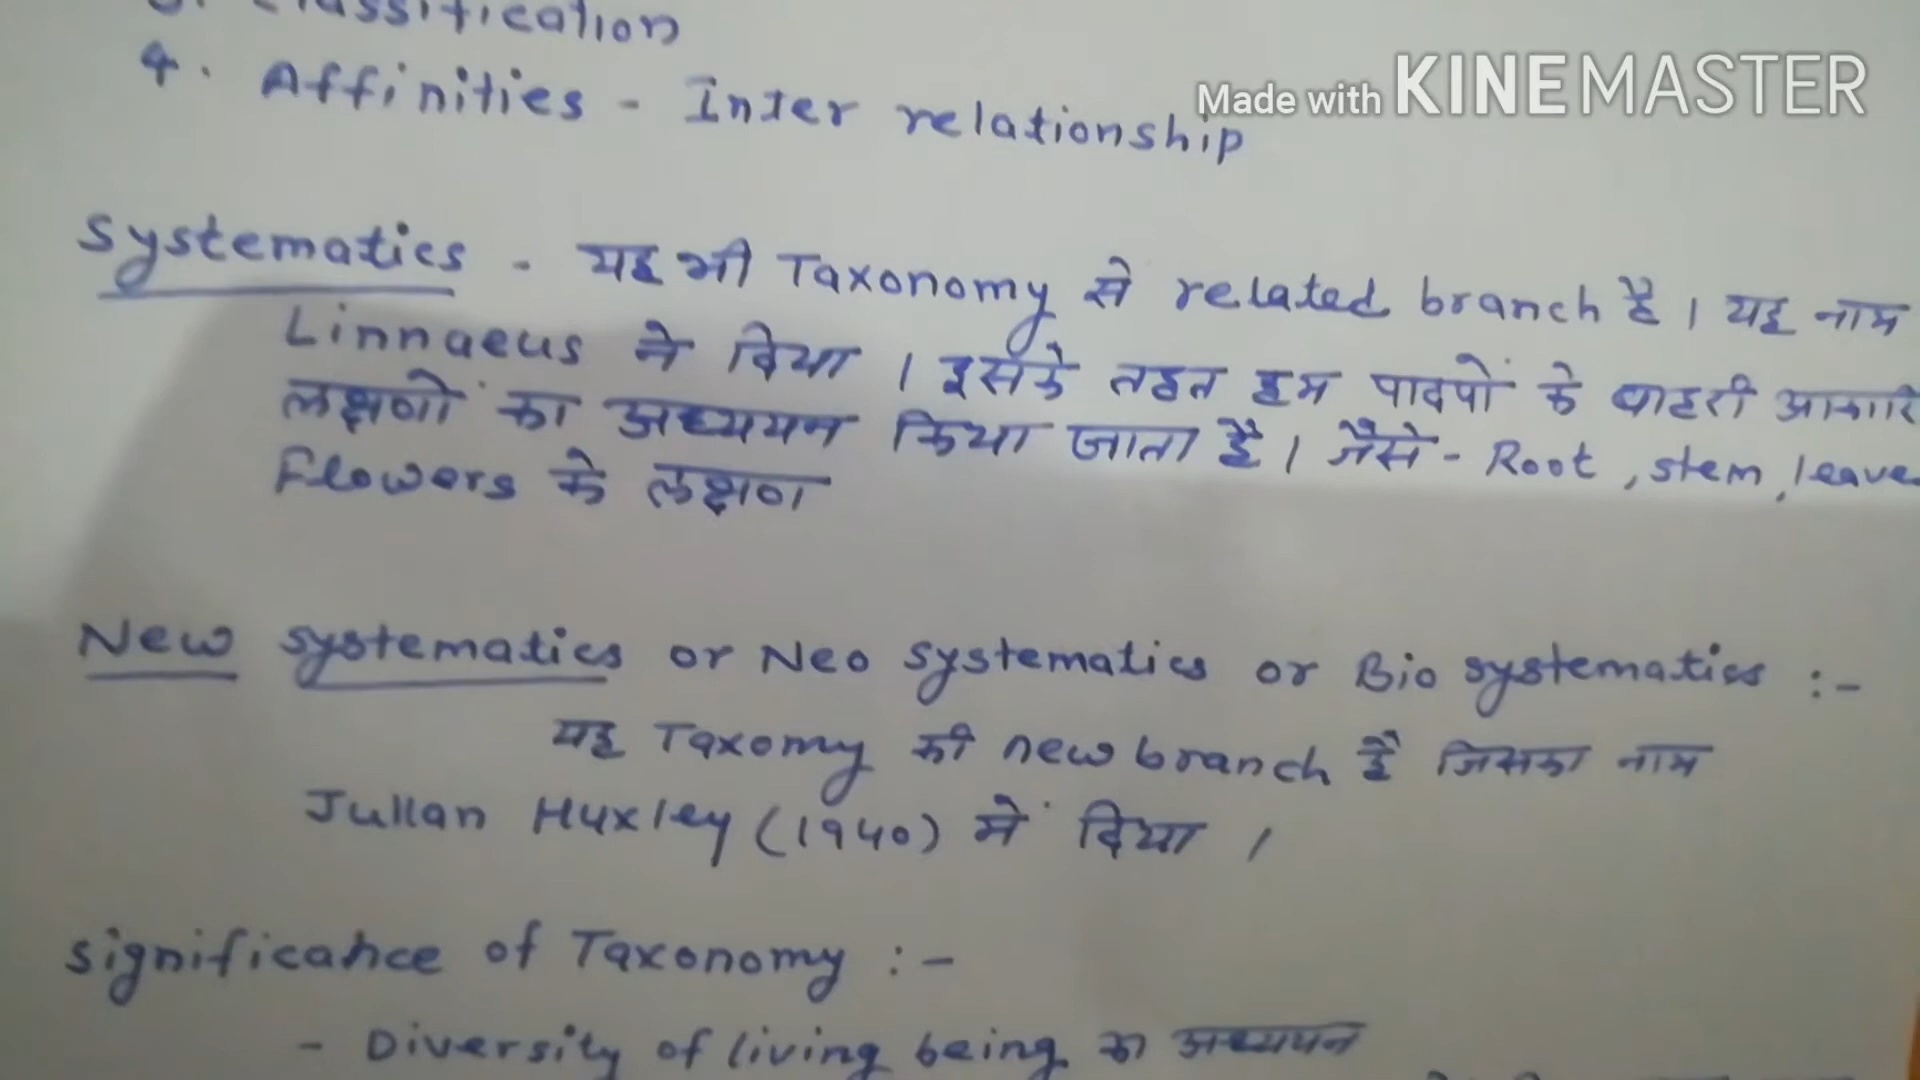 Classification
4. Affinities - Inter relationship
Made with KINEMASTER
Systematics - यह भी Taxonomy से related branch है। यह नाम
Linnaeus ने दिया । इसके तहत हम पादपों के बाहरी आकारि
लक्षणों का अध्ययन किया जाता है। जैसे - Root, stem, leave
Flowers के लक्षण
New systematics or Neo systematics or Bio systematics :-
यह Taxomy की new branch है जिसका नाम
Jullan Huxley (1940) में दिया ।
significance of Taxonomy :-
- Diversity of living being का अध्ययन